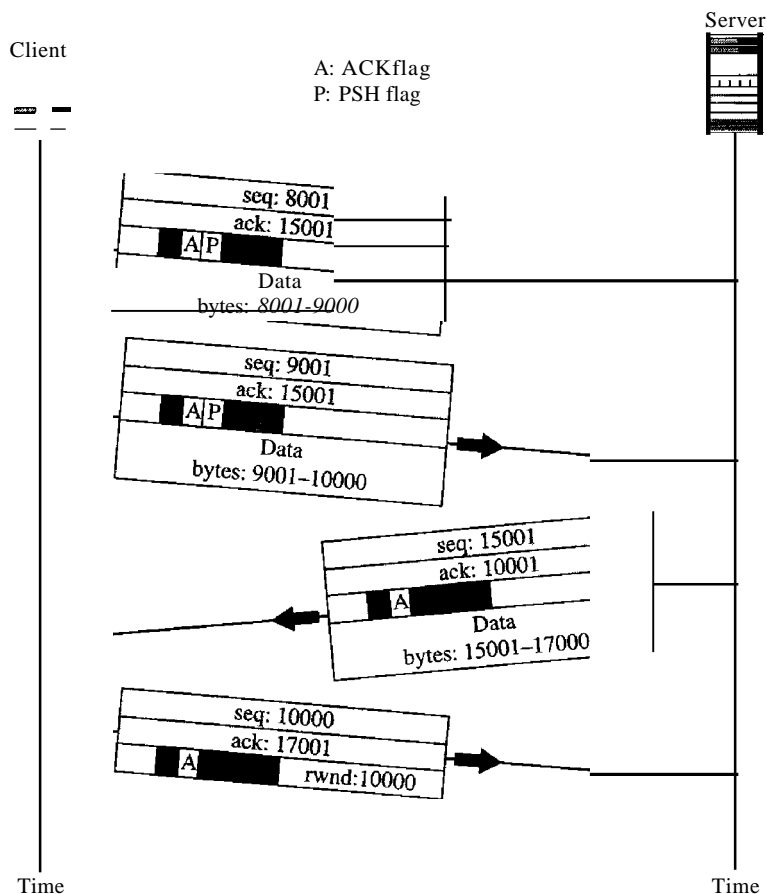 Client
Server
A: ACKflag
P: PSH flag
seq: 8001
ack: 15001
A P
Data
bytes: 8001-9000
seq: 9001
ack: 15001
A P
Data
bytes: 9001–10000
seq: 15001
ack: 10001
A
Data
bytes: 15001–17000
seq: 10000
ack: 17001
A rwnd:10000
Time
Time